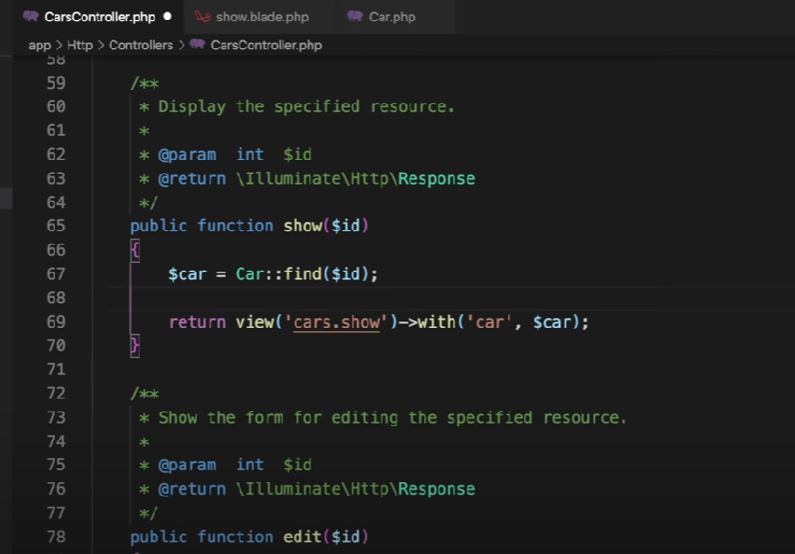 CarsController.php ● show.blade.php Car.php
app > Http > Controllers > CarsController.php
58
59 /**
60 * Display the specified resource.
61 *
62 * @param  int  $id
63 * @return \Illuminate\Http\Response
64 */
65 public function show($id)
66 {
67 $car = Car::find($id);
68
69 return view('cars.show')->with('car', $car);
70 }
71
72 /**
73 * Show the form for editing the specified resource.
74 *
75 * @param  int  $id
76 * @return \Illuminate\Http\Response
77 */
78 public function edit($id)